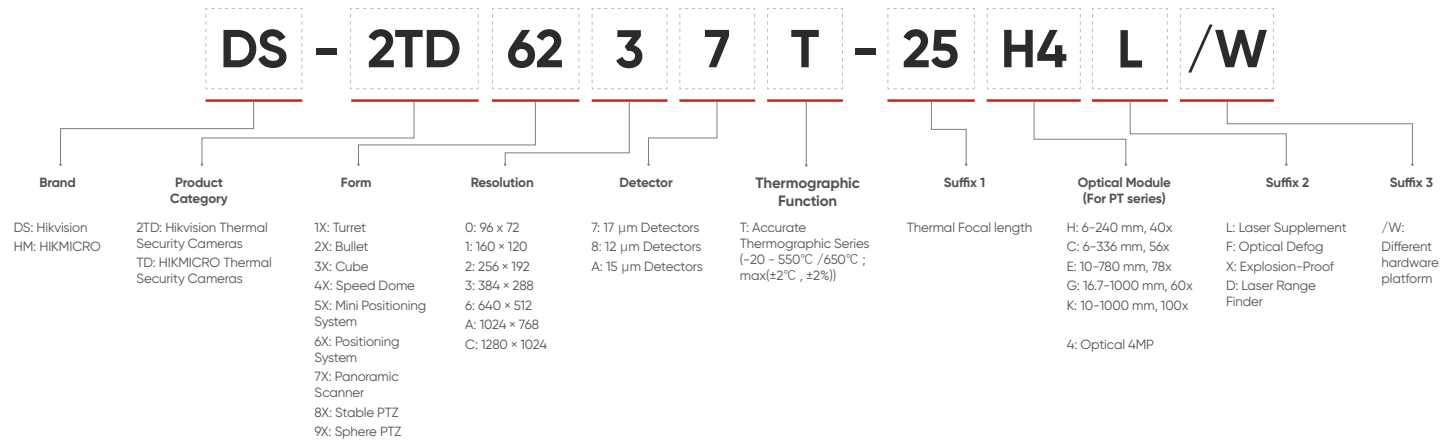 DS - 2TD 62 3 7 T - 25 H4 L /W
Brand
DS: Hikvision
HM: HIKMICRO
Product
Category
2TD: Hikvision Thermal
Security Cameras
TD: HIKMICRO Thermal
Security Cameras
Form
1X: Turret
2X: Bullet
3X: Cube
4X: Speed Dome
5X: Mini Positioning
System
6X: Positioning
System
7X: Panoramic
Scanner
8X: Stable PTZ
9X: Sphere PTZ
Resolution
0: 96 x 72
1: 160 × 120
2: 256 × 192
3: 384 × 288
6: 640 × 512
A: 1024 × 768
C: 1280 × 1024
Detector
7: 17 μm Detectors
8: 12 μm Detectors
A: 15 μm Detectors
Thermographic
Function
T: Accurate
Thermographic Series
(-20 - 550℃ /650℃ ;
max(±2℃ , ±2%))
Suffix 1
Thermal Focal length
Optical Module
(For PT series)
H: 6-240 mm, 40x
C: 6-336 mm, 56x
E: 10-780 mm, 78x
G: 16.7-1000 mm, 60x
K: 10-1000 mm, 100x
4: Optical 4MP
Suffix 2
L: Laser Supplement
F: Optical Defog
X: Explosion-Proof
D: Laser Range
Finder
Suffix 3
/W:
Different
hardware
platform